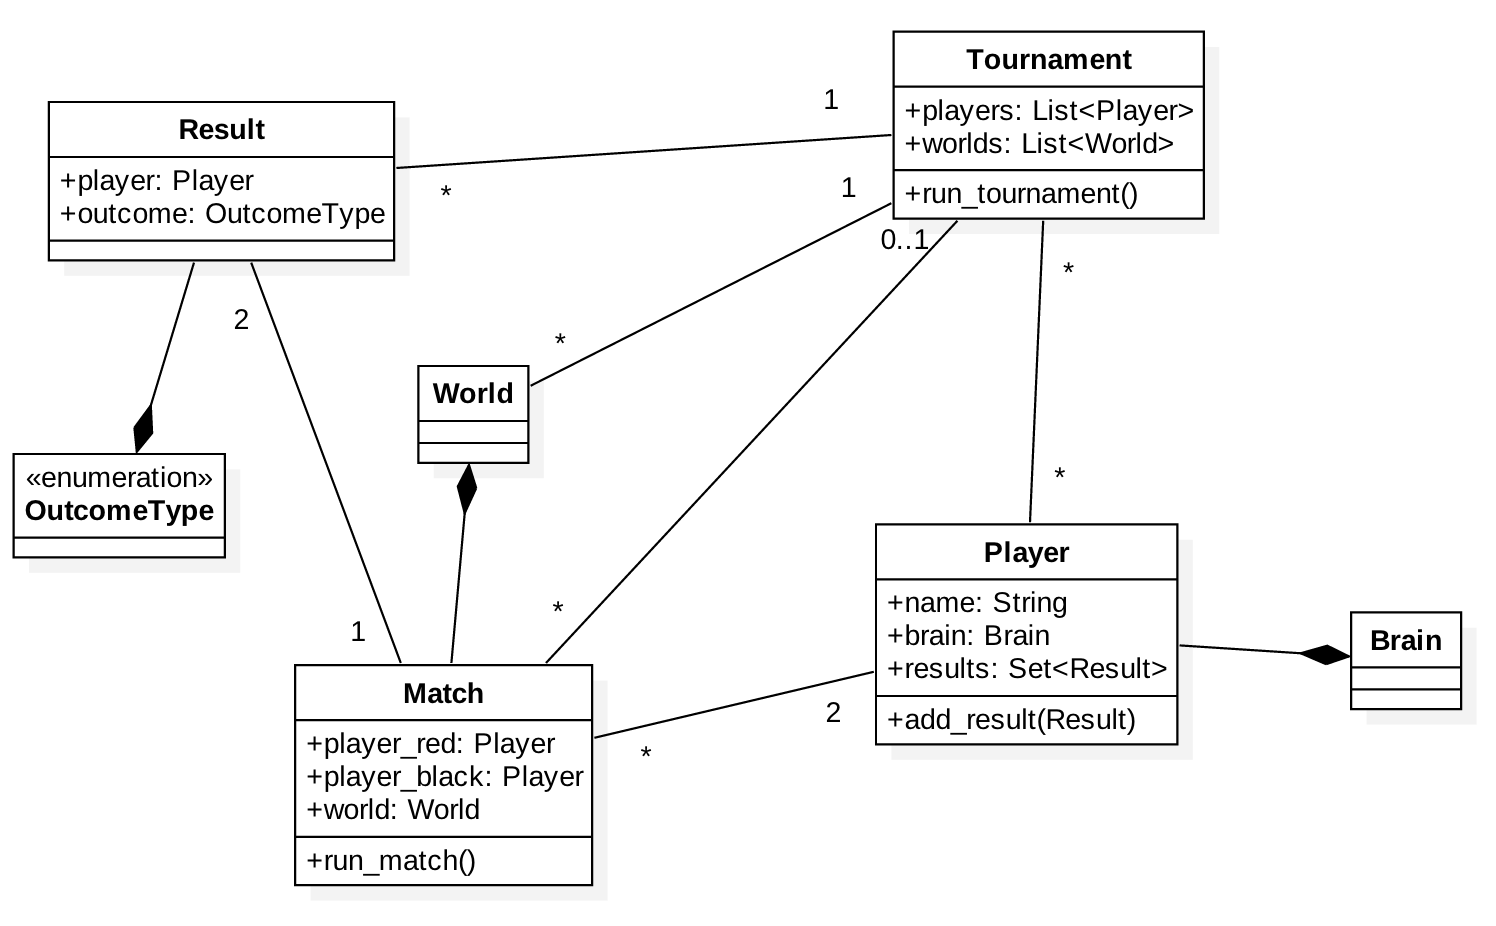 Tournament
+players: List<Player>
+worlds: List<World>
+run_tournament()
1
*
Result
+player: Player
+outcome: OutcomeType
1
*
0..1
*
*
*
2
1
World
«enumeration»
OutcomeType
Player
+name: String
+brain: Brain
+results: Set<Result>
+add_result(Result)
Brain
Match
+player_red: Player
+player_black: Player
+world: World
+run_match()
*
2